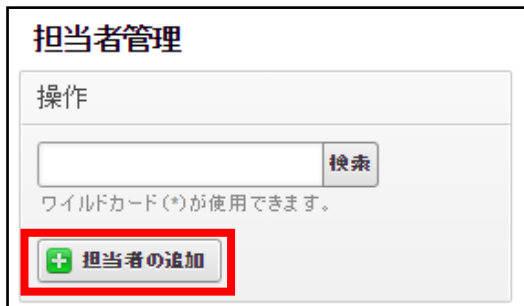 担当者管理
操作
検索
ワイルドカード(*)が使用できます。
担当者の追加